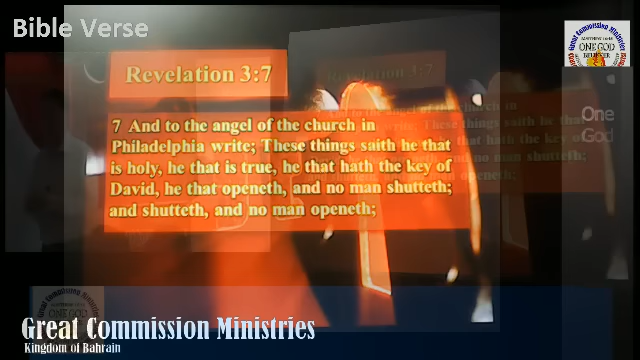 Bible Verse
Revelation 3:7
7 And to the angel of the church in
Philadelphia write; These things saith he that
is holy, he that is true, he that hath the key of
David, he that openeth, and no man shutteth;
and shutteth, and no man openeth;
One
God
Great Commission Ministries
Kingdom of Bahrain
ONE GOD
BELIEVER